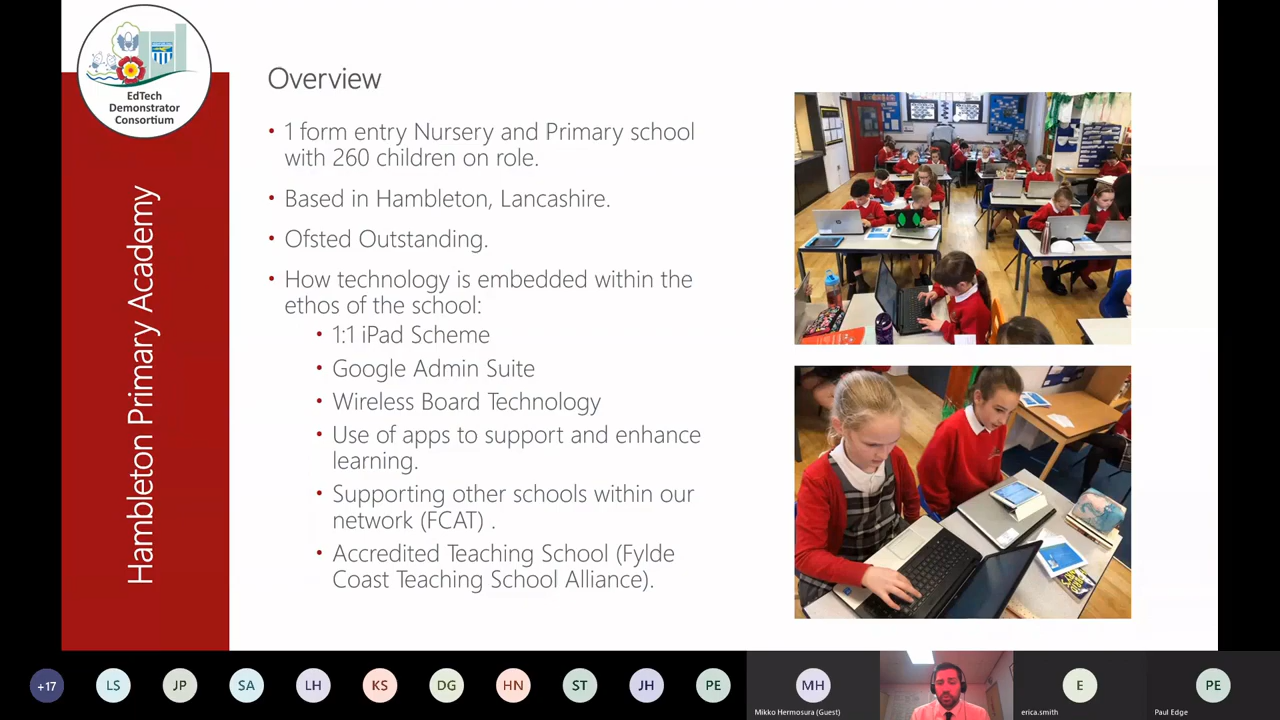 EdTech
Demonstrator
Consortium
Hambleton Primary Academy
Overview
• 1 form entry Nursery and Primary school
with 260 children on role.
• Based in Hambleton, Lancashire.
• Ofsted Outstanding.
• How technology is embedded within the
ethos of the school:
• 1:1 iPad Scheme
• Google Admin Suite
• Wireless Board Technology
• Use of apps to support and enhance
learning.
• Supporting other schools within our
network (FCAT) .
• Accredited Teaching School (Fylde
Coast Teaching School Alliance).
+17
LS
JP
SA
LH
KS
DG
HN
ST
JH
PE
MH
E
PE
Mikko Hermosura (Guest)
erica.smith
Paul Edge